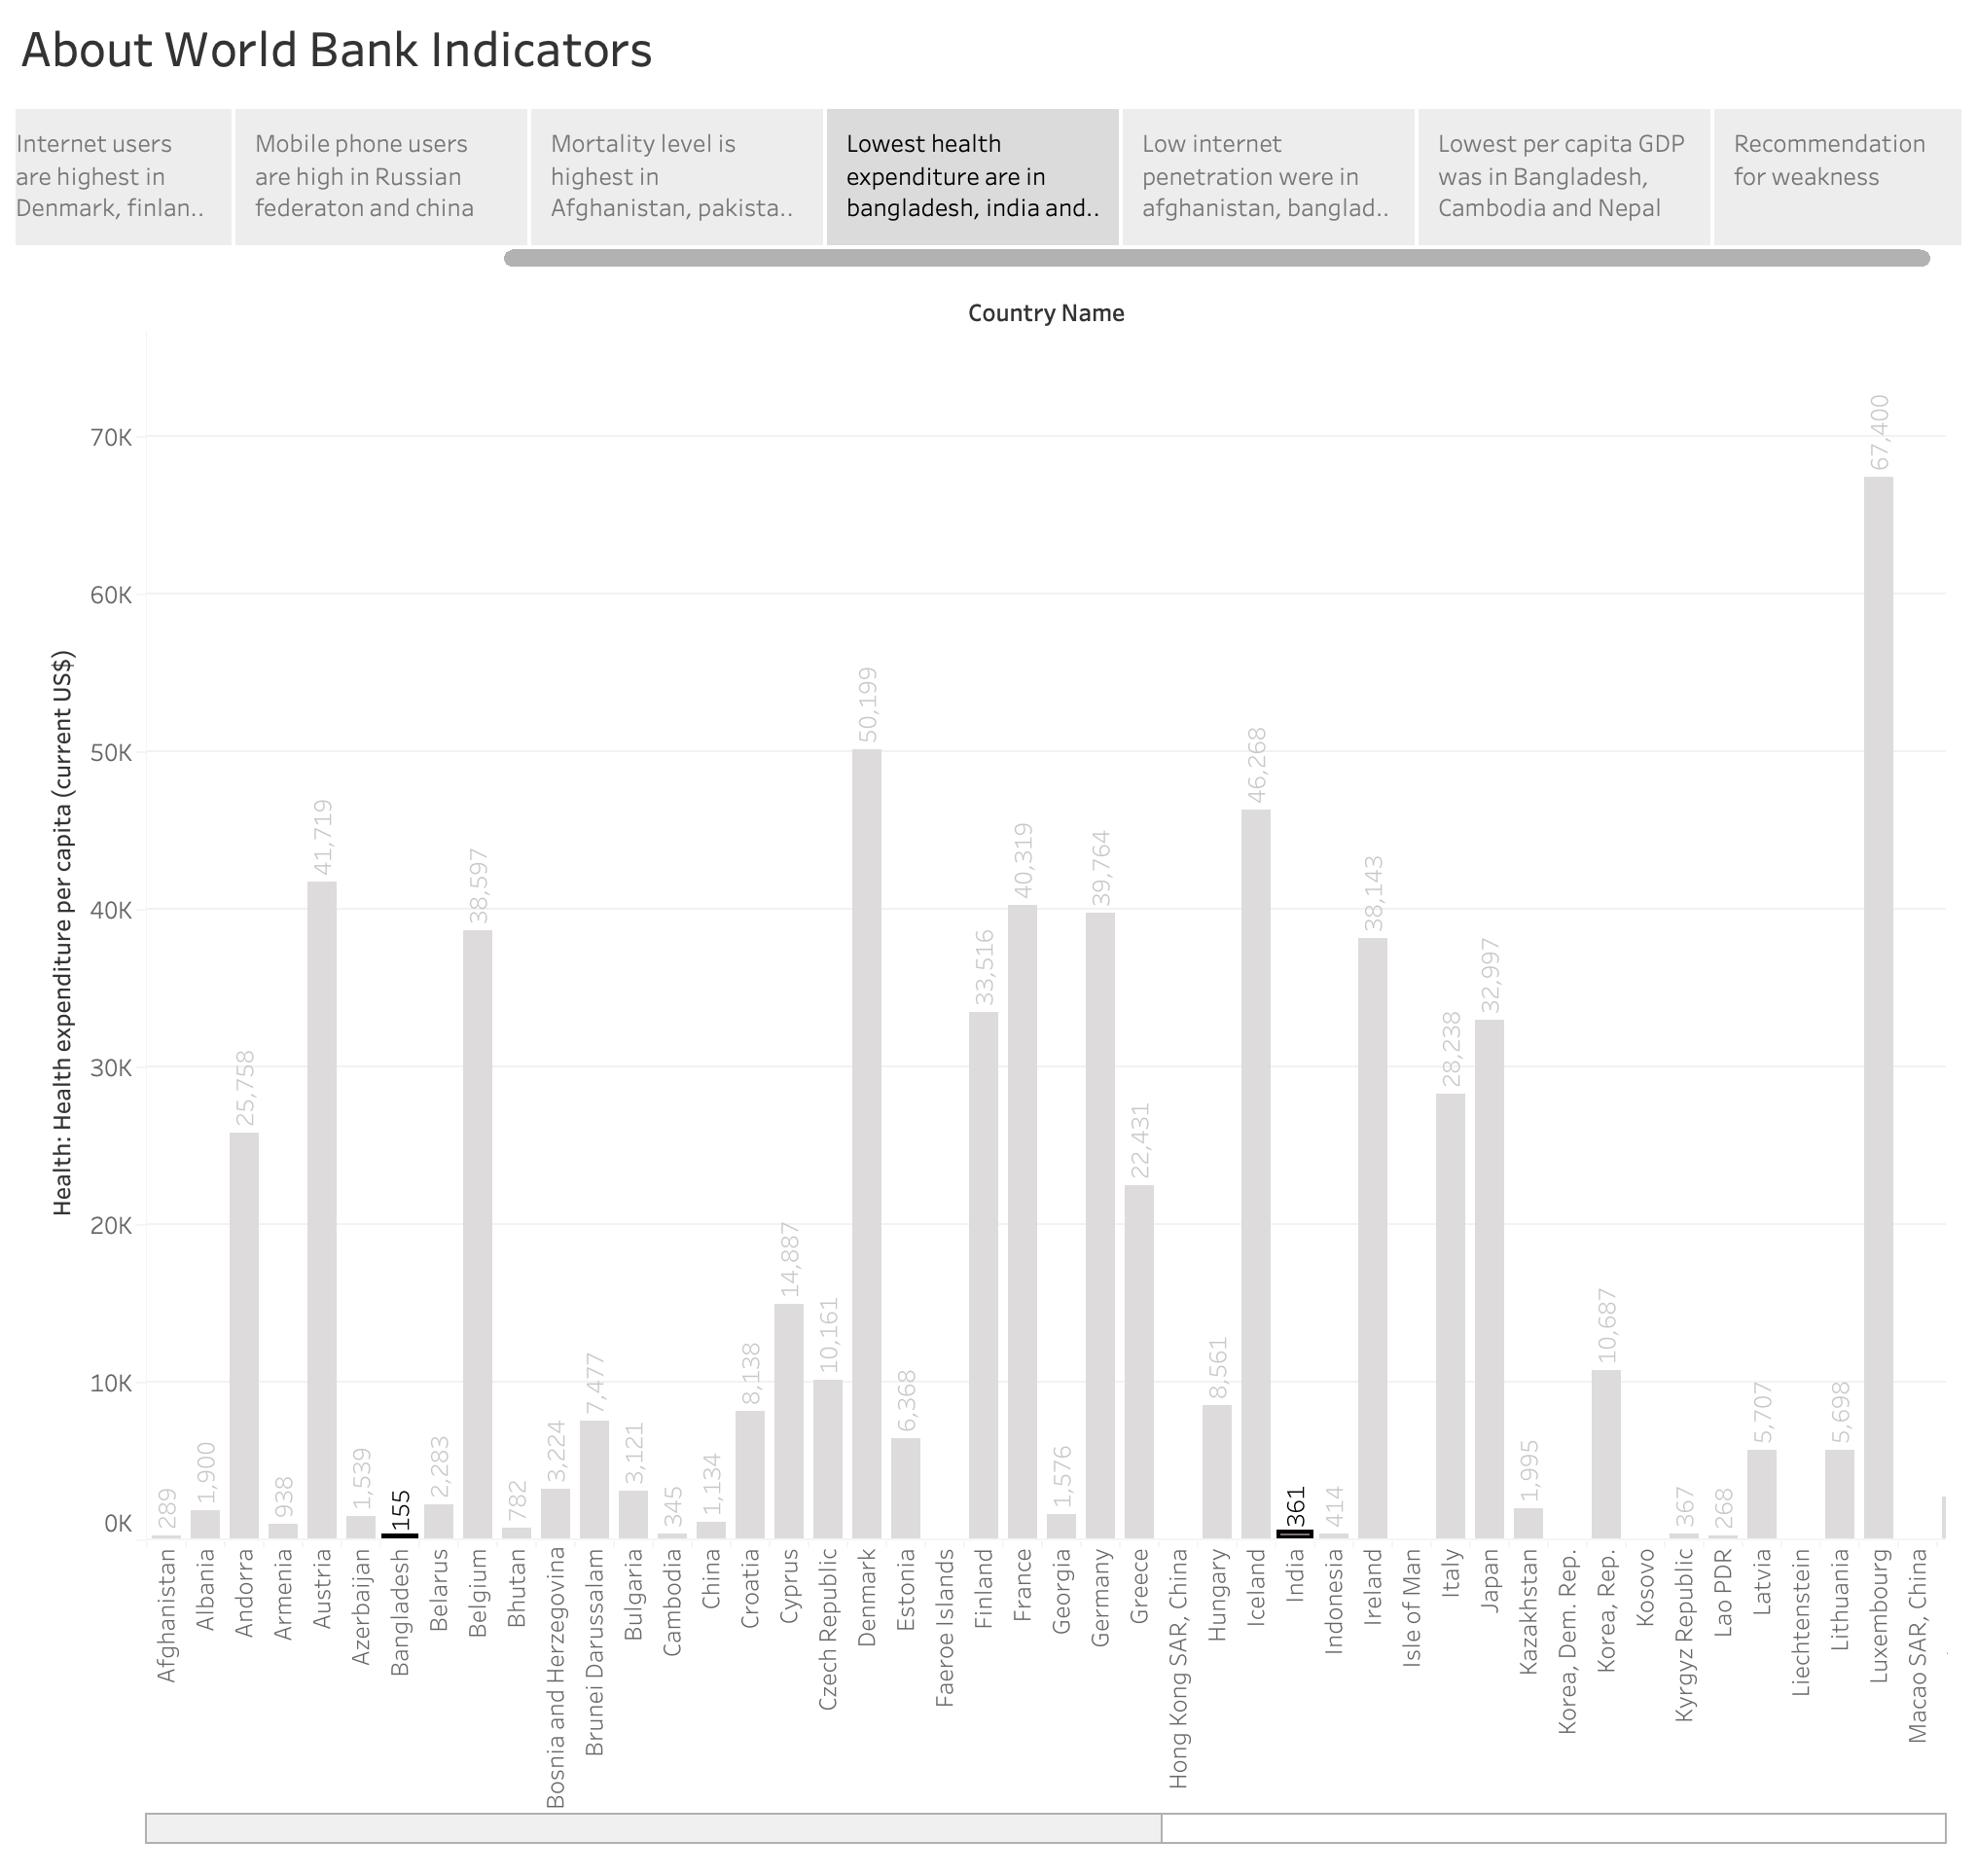 About World Bank Indicators
Internet users
are highest in
Denmark, finlan..
Mobile phone users
are high in Russian
federaton and china
Mortality level is
highest in
Afghanistan, pakista..
Lowest health
expenditure are in
bangladesh, india and..
Low internet
penetration were in
afghanistan, banglad..
Lowest per capita GDP
was in Bangladesh,
Cambodia and Nepal
Recommendation
for weakness
Country Name
Health: Health expenditure per capita (current US$)
70K
60K
50K
40K
30K
20K
10K
0K
289
1,900
25,758
938
41,719
1,539
155
2,283
38,597
782
3,224
7,477
3,121
345
1,134
8,138
14,887
10,161
50,199
6,368
33,516
40,319
1,576
39,764
22,431
8,561
46,268
361
414
38,143
28,238
32,997
1,995
10,687
367
268
5,707
5,698
67,400
Afghanistan
Albania
Andorra
Armenia
Austria
Azerbaijan
Bangladesh
Belarus
Belgium
Bhutan
Bosnia and Herzegovina
Brunei Darussalam
Bulgaria
Cambodia
China
Croatia
Cyprus
Czech Republic
Denmark
Estonia
Faeroe Islands
Finland
France
Georgia
Germany
Greece
Hong Kong SAR, China
Hungary
Iceland
India
Indonesia
Ireland
Isle of Man
Italy
Japan
Kazakhstan
Korea, Dem. Rep.
Korea, Rep.
Kosovo
Kyrgyz Republic
Lao PDR
Latvia
Liechtenstein
Lithuania
Luxembourg
Macao SAR, China